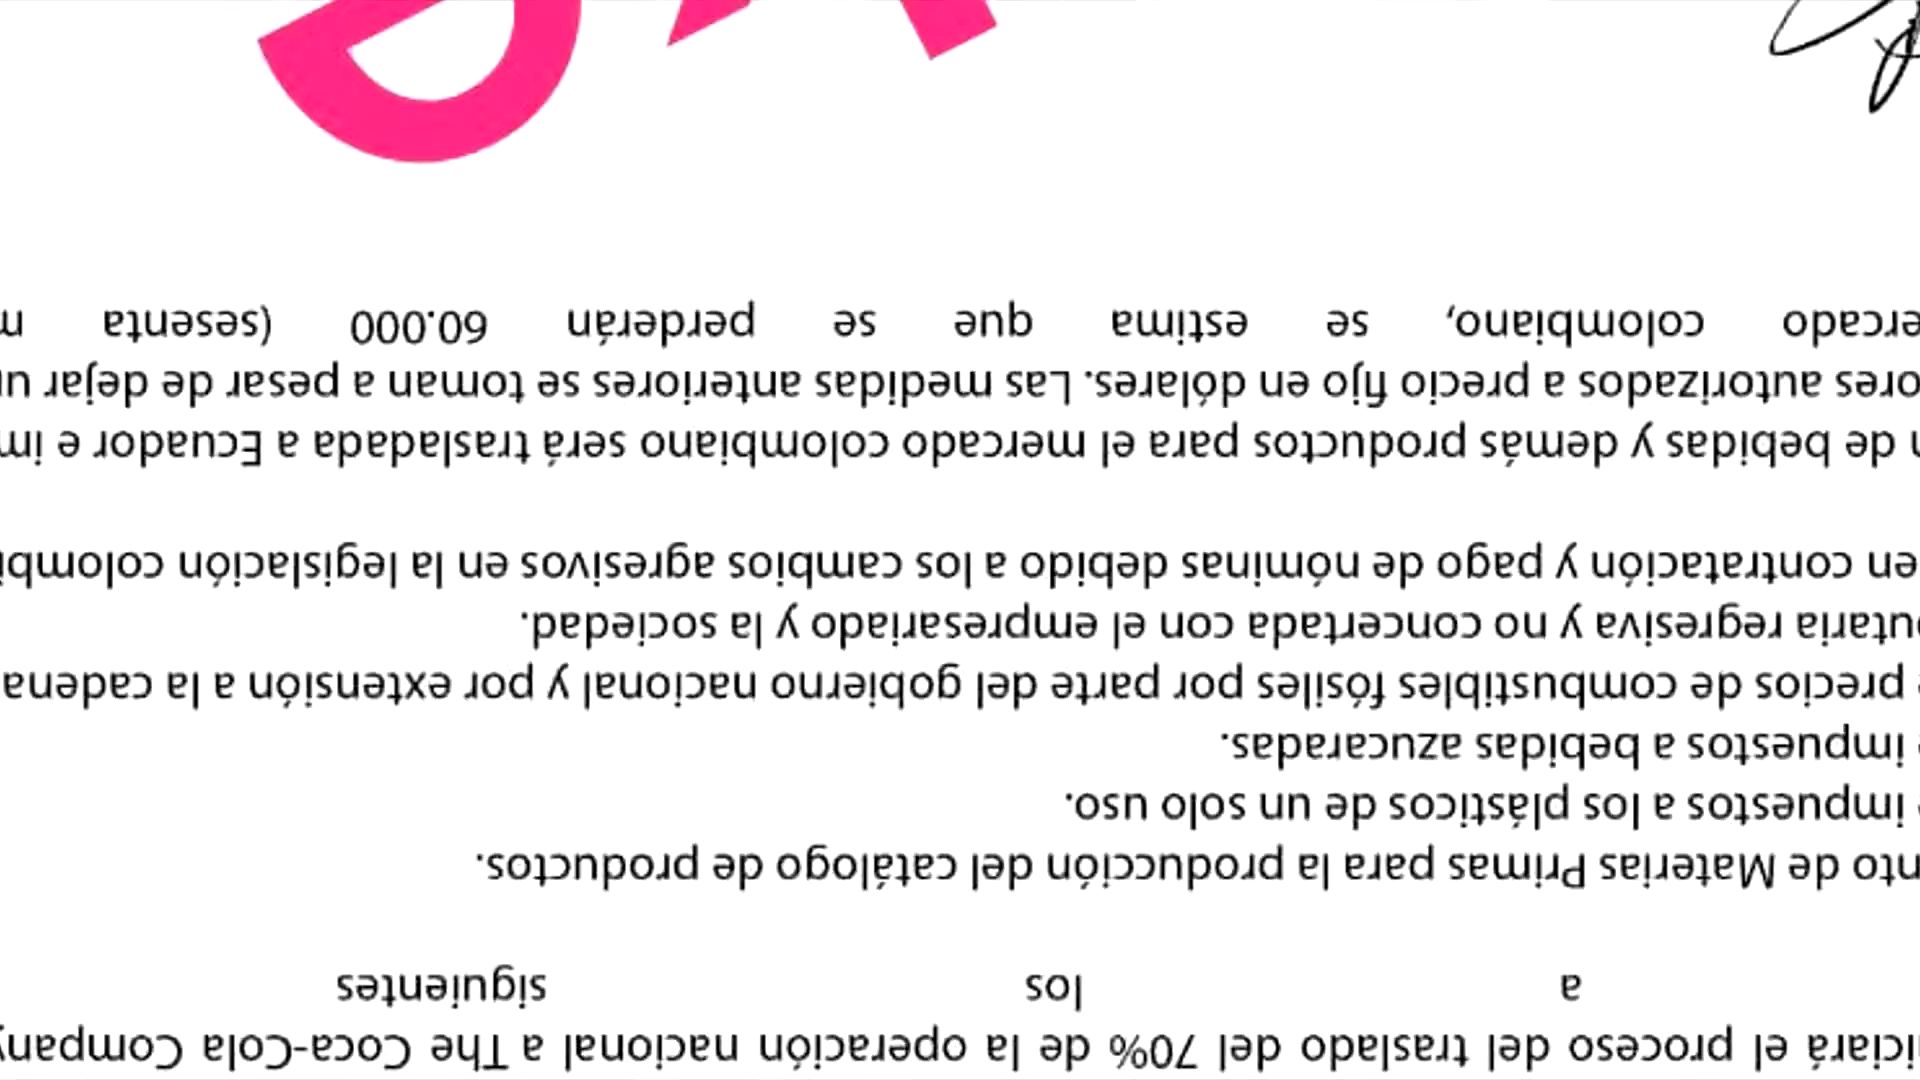 iciará el proceso del traslado del 70% de la operación nacional a The Coca-Cola Company
a los siguientes
nto de Materias Primas para la producción del catálogo de productos.
e impuestos a los plásticos de un solo uso.
e impuestos a bebidas azucaradas.
e precios de combustibles fósiles por parte del gobierno nacional y por extensión a la cadena
butaria regresiva y no concertada con el empresariado y la sociedad.
en contratación y pago de nóminas debido a los cambios agresivos en la legislación colombi
n de bebidas y demás productos para el mercado colombiano será trasladada a Ecuador e im
ores autorizados a precio fijo en dólares. Las medidas anteriores se toman a pesar de dejar un
ercado colombiano, se estima que se perderán 60.000 (sesenta m